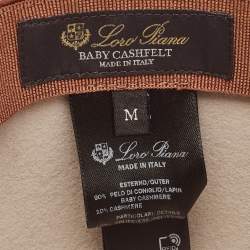 Loro Piana
BABY CASHFELT
MADE IN ITALY
M
Loro Piana
MADE IN ITALY
ESTERNO/OUTER
80% PELO DI CONIGLIO/LAPIN
BABY CASHMERE
20% CASHMERE
PARTICOLARI